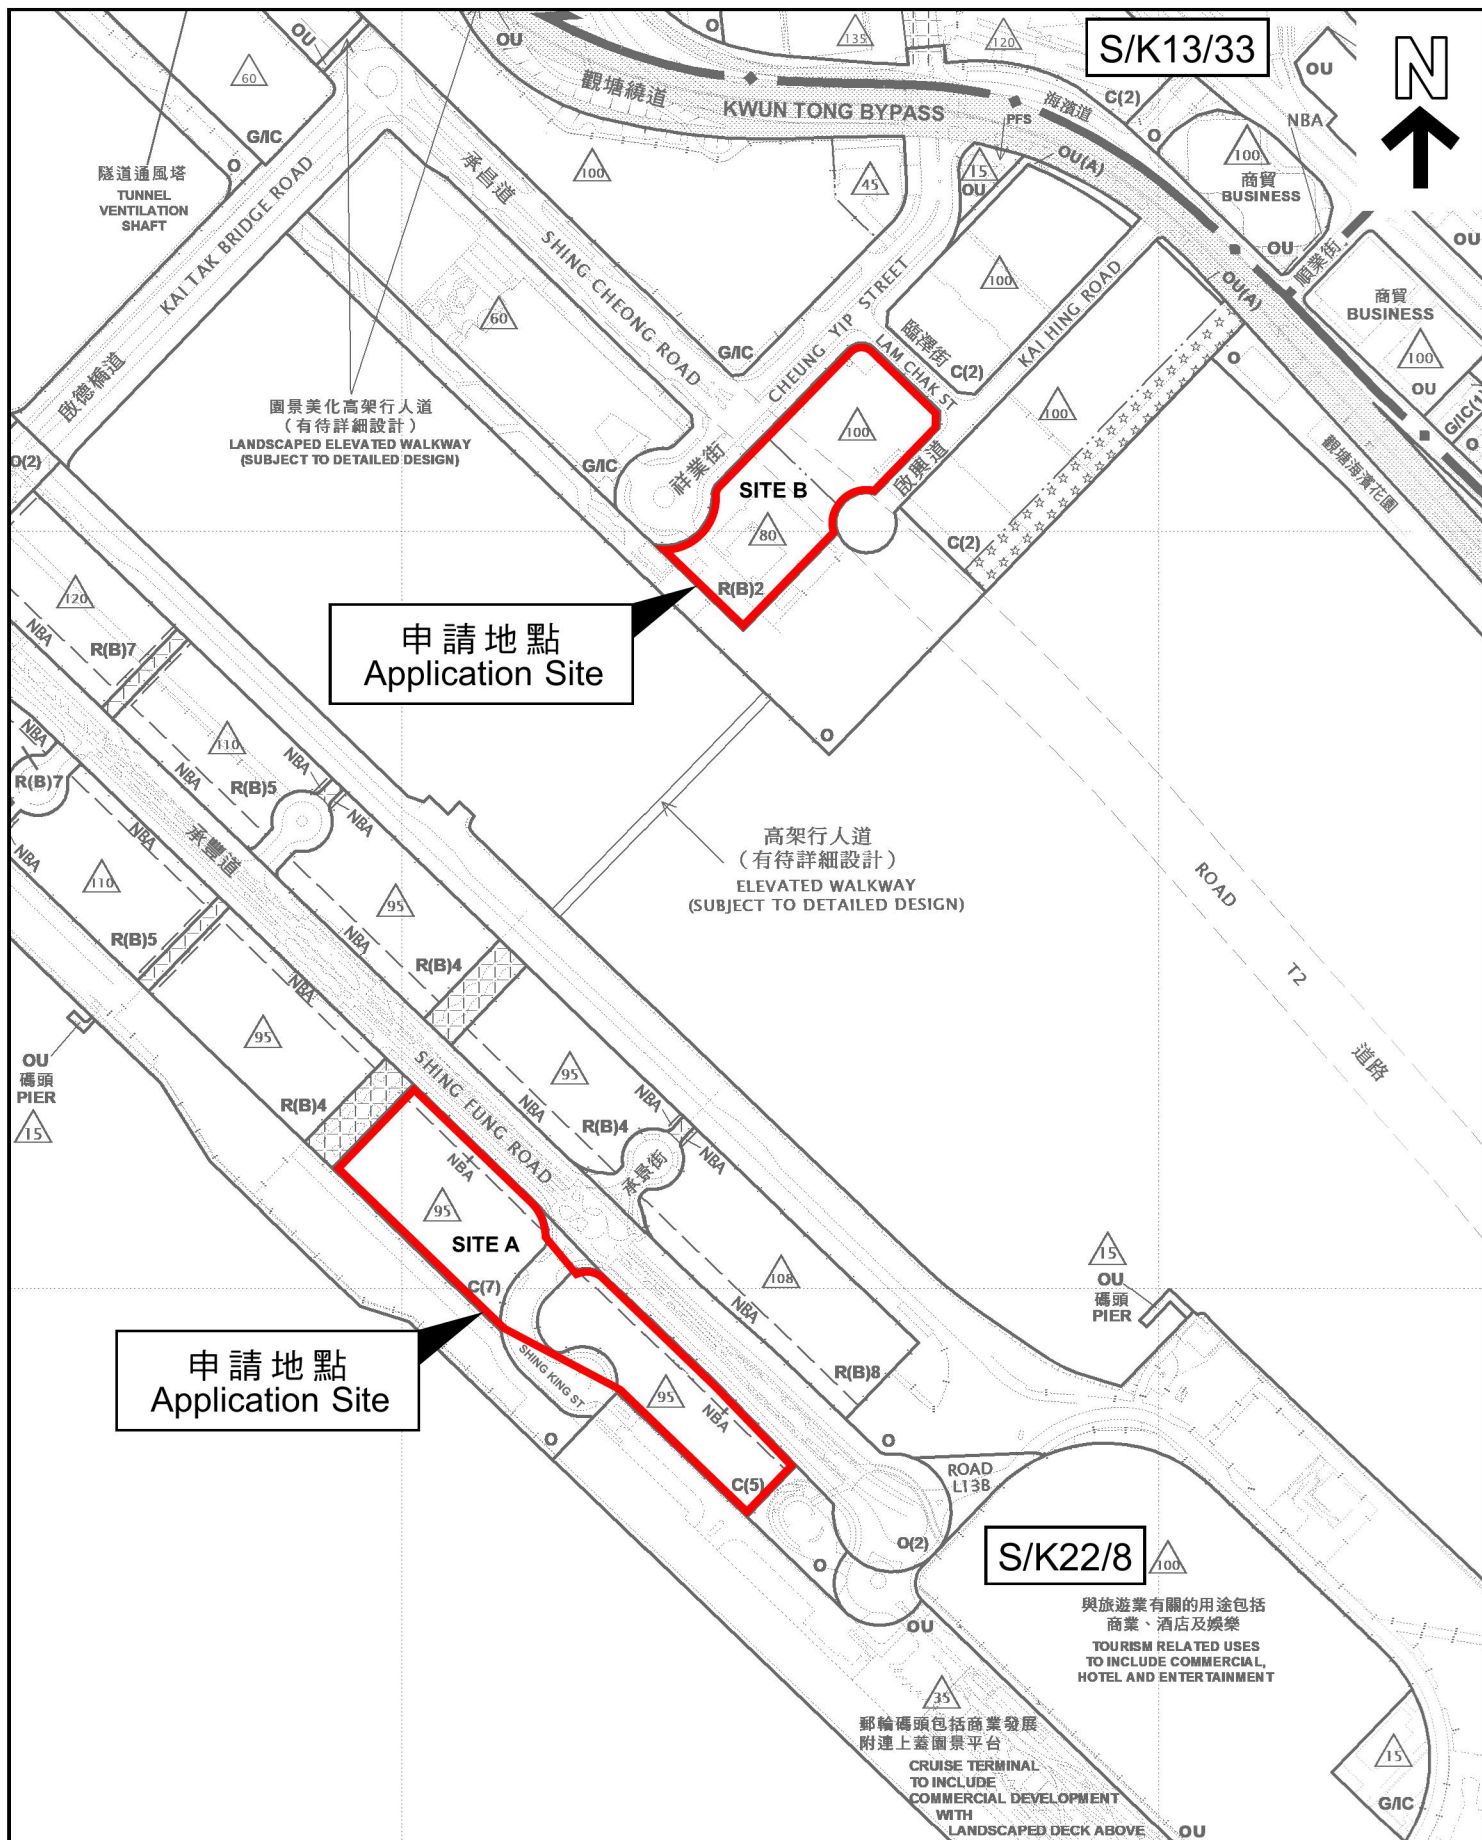 S/K13/33
N
OU
OU
O
135
120
C(2)
OU
NBA
60
觀塘繞道
KWUN TONG BYPASS
海濱道
PFS
O
G/IC
O
隧道通風塔
TUNNEL
VENTILATION
SHAFT
承昌道
100
45
15
OU
OU(A)
100
商貿
BUSINESS
OU
OU
順業街
KAI TAK BRIDGE ROAD
啟德橋道
SHING CHEONG ROAD
60
G/IC
CHEUNG YIP STREET
祥業街
100
臨澤街
LAM CHAK ST
C(2)
KAI HING ROAD
啟興道
OU(A)
商貿
BUSINESS
100
OU
G/IC(1)
O
O
觀塘海濱花園
園景美化高架行人道
（有待詳細設計）
LANDSCAPED ELEVATED WALKWAY
(SUBJECT TO DETAILED DESIGN)
O(2)
G/IC
100
100
SITE B
80
R(B)2
C(2)
申請地點
Application Site
120
NBA
R(B)7
NBA
110
NBA
R(B)5
NBA
NBA
R(B)7
NBA
NBA
承豐道
O
高架行人道
（有待詳細設計）
ELEVATED WALKWAY
(SUBJECT TO DETAILED DESIGN)
ROAD
T2
道路
110
R(B)5
95
NBA
R(B)4
NBA
95
OU
碼頭
PIER
15
R(B)4
SHING FUNG ROAD
95
NBA
R(B)4
NBA
NBA
承景街
NBA
95
SITE A
C(7)
108
NBA
15
OU
碼頭
PIER
申請地點
Application Site
SHING KING ST
95
NBA
R(B)8
O
C(5)
O
ROAD
L13B
O(2)
O
S/K22/8
100
與旅遊業有關的用途包括
商業、酒店及娛樂
TOURISM RELATED USES
TO INCLUDE COMMERCIAL,
HOTEL AND ENTERTAINMENT
OU
35
郵輪碼頭包括商業發展
附連上蓋園景平台
CRUISE TERMINAL
TO INCLUDE
COMMERCIAL DEVELOPMENT
WITH
LANDSCAPED DECK ABOVE
15
G/IC
OU